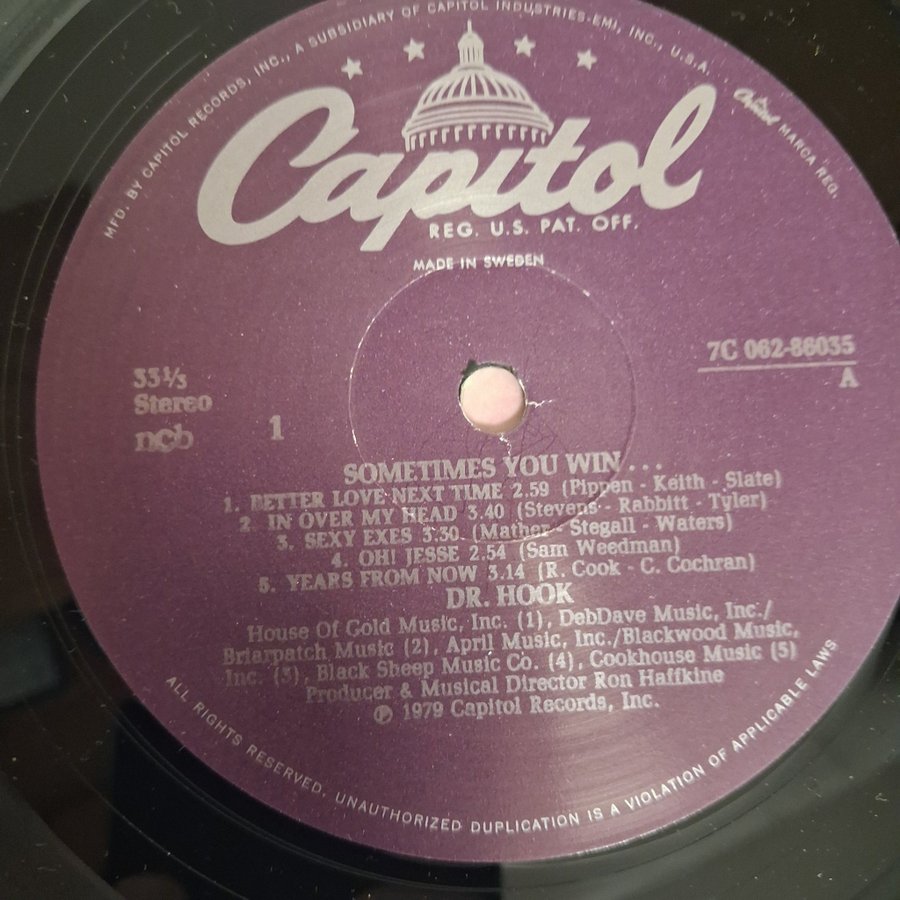 MFD. BY CAPITOL RECORDS, INC., A SUBSIDIARY OF CAPITOL INDUSTRIES-EMI, INC., U.S.A. . Capitol MARCA REG.
Capitol
REG. U.S. PAT. OFF.
MADE IN SWEDEN
7C 062-86035
A
33⅓
Stereo
ncb
1
SOMETIMES YOU WIN...
1. BETTER LOVE NEXT TIME 2.59 (Pippen - Keith - Slate)
2. IN OVER MY HEAD 3.40 (Stevens - Rabbitt - Tyler)
3. SEXY EXES 3.30 (Mather - Stegall - Waters)
4. OH! JESSE 2.54 (Sam Weedman)
5. YEARS FROM NOW 3.14 (R. Cook - C. Cochran)
DR. HOOK
House Of Gold Music, Inc. (1), DebDave Music, Inc./
Briarpatch Music (2), April Music, Inc./Blackwood Music,
Inc. (3), Black Sheep Music Co. (4), Cookhouse Music (5)
Producer & Musical Director Ron Haffkine
℗ 1979 Capitol Records, Inc.
ALL RIGHTS RESERVED. UNAUTHORIZED DUPLICATION IS A VIOLATION OF APPLICABLE LAWS